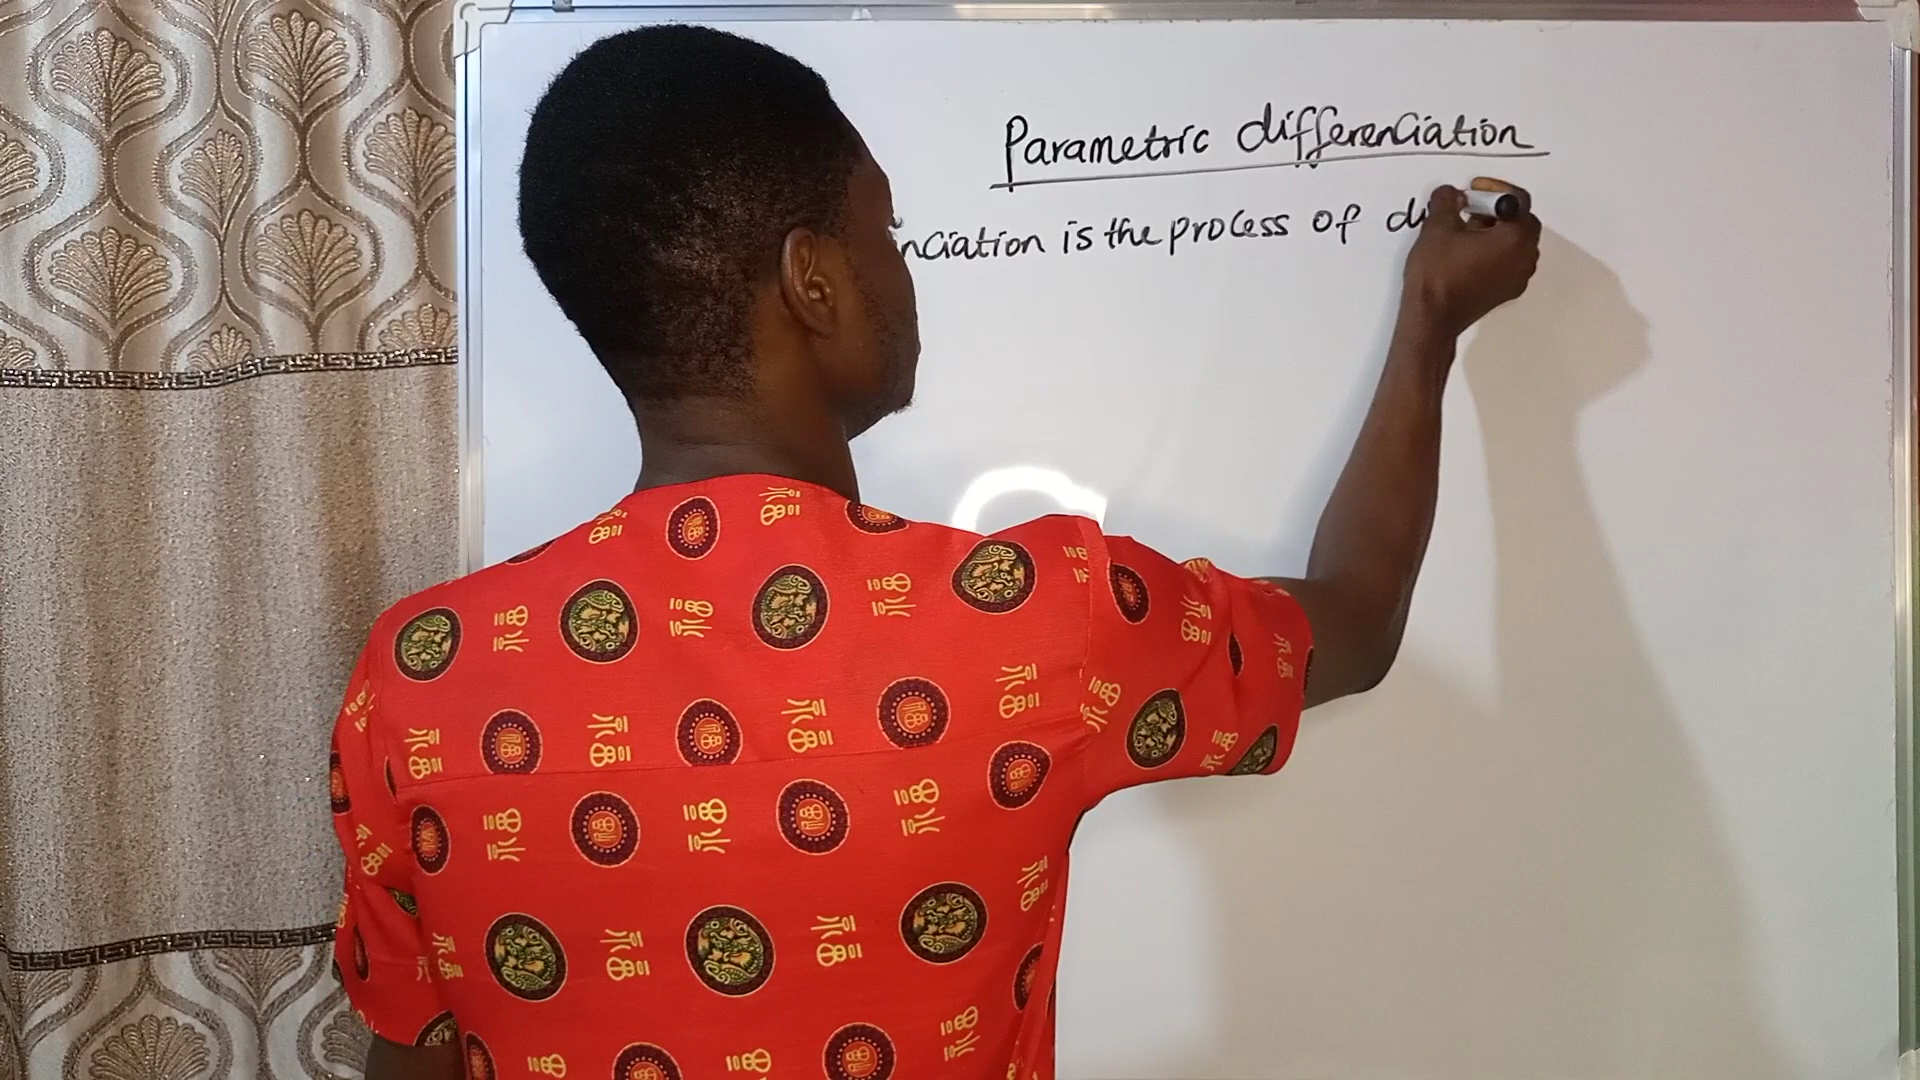 Parametric differenciation
nciation is the process of